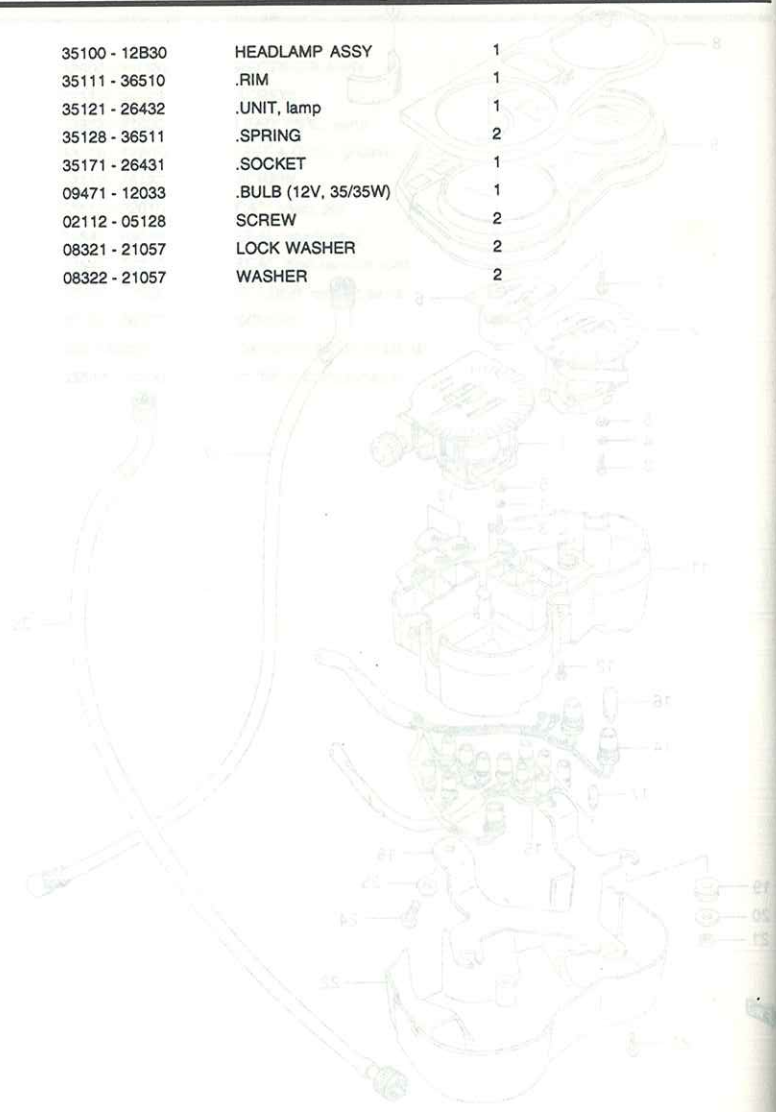 35100 - 12B30 HEADLAMP ASSY 1
35111 - 36510 .RIM 1
35121 - 26432 .UNIT, lamp 1
35128 - 36511 .SPRING 2
35171 - 26431 .SOCKET 1
09471 - 12033 .BULB (12V, 35/35W) 1
02112 - 05128 SCREW 2
08321 - 21057 LOCK WASHER 2
08322 - 21057 WASHER 2